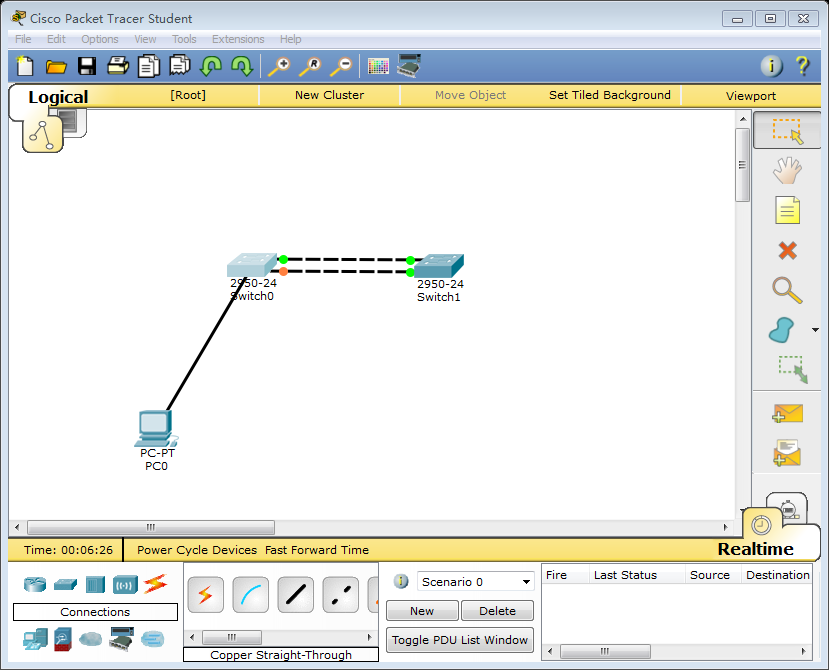 Cisco Packet Tracer Student
File Edit Options View Tools Extensions Help
Logical [Root] New Cluster Move Object Set Tiled Background Viewport
2950-24
Switch0
2950-24
Switch1
PC-PT
PC0
Time: 00:06:26 Power Cycle Devices Fast Forward Time
Realtime
Connections
Copper Straight-Through
Scenario 0
New Delete
Toggle PDU List Window
Fire Last Status Source Destination